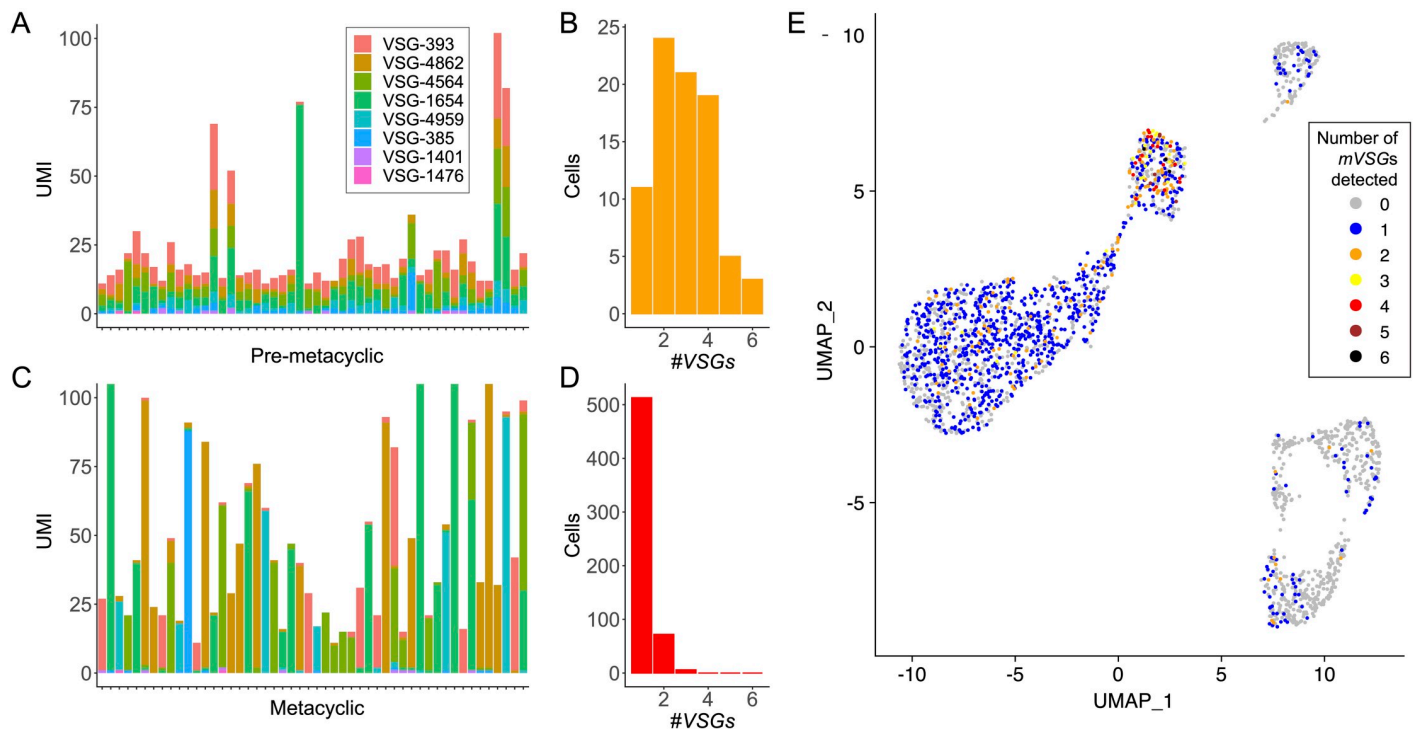 A
UMI
100
75
50
25
0
VSG-393
VSG-4862
VSG-4564
VSG-1654
VSG-4959
VSG-385
VSG-1401
VSG-1476
Pre-metacyclic
B
Cells
25
20
15
10
5
0
2 4 6
#VSGs
C
UMI
100
75
50
25
0
Metacyclic
D
Cells
500
400
300
200
100
0
2 4 6
#VSGs
E
UMAP_2
- 10
5
0
-5
-10 -5 0 5 10
UMAP_1
Number of
mVSGs
detected
0
1
2
3
4
5
6